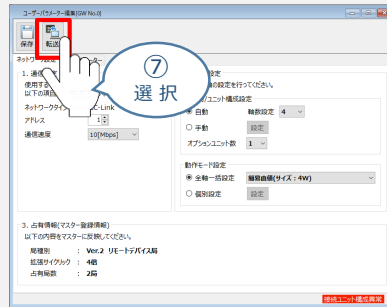 ユーザーパラメーター編集(GW No.0)
保存 転送
⑦
選択
1. 通信
使用する
以下の項
ネットワークタイプ C-Link
アドレス 1
通信速度 10[Mbps]
設定
の設定を行ってください。
/ユニット構成設定
自動 軸数設定 4
手動 設定
オプションユニット数 1
動作モード設定
全軸一括設定 簡易直値(サイズ：4W)
個別設定 設定
3. 占有情報(マスター登録情報)
以下の内容をマスターに反映してください。
局種別 : Ver.2 リモートデバイス局
拡張サイクリック : 4倍
占有局数 : 2局
接続ユニット構成異常